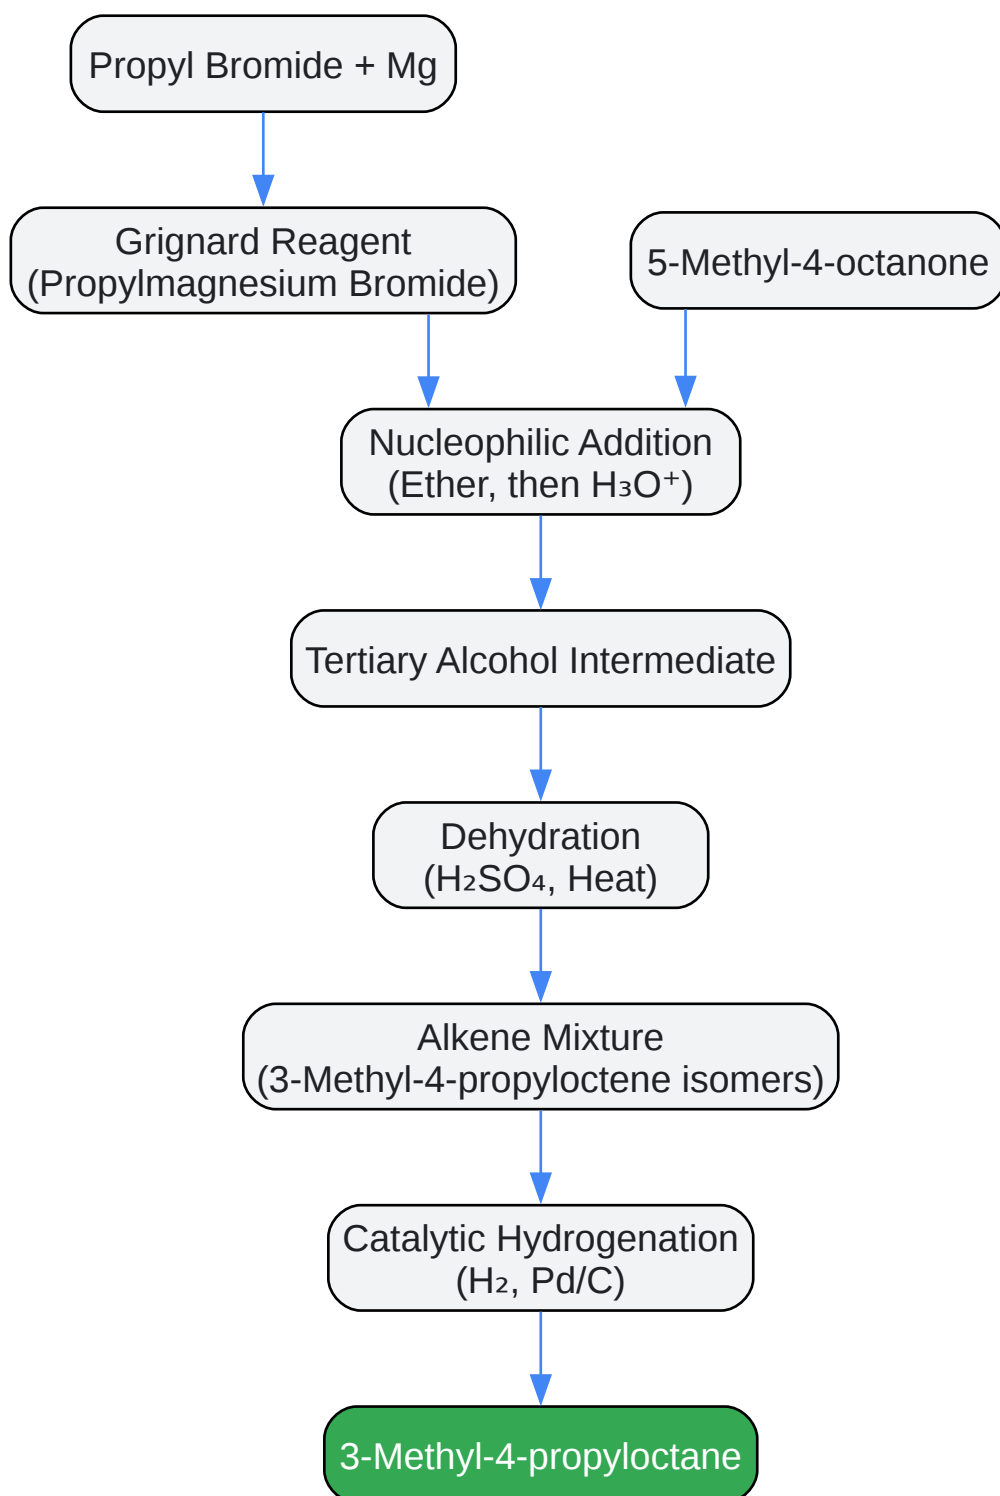 Propyl Bromide + Mg
Grignard Reagent
(Propylmagnesium Bromide)
5-Methyl-4-octanone
Nucleophilic Addition
(Ether, then H₃O⁺)
Tertiary Alcohol Intermediate
Dehydration
(H₂SO₄, Heat)
Alkene Mixture
(3-Methyl-4-propyloctene isomers)
Catalytic Hydrogenation
(H₂, Pd/C)
3-Methyl-4-propyloctane